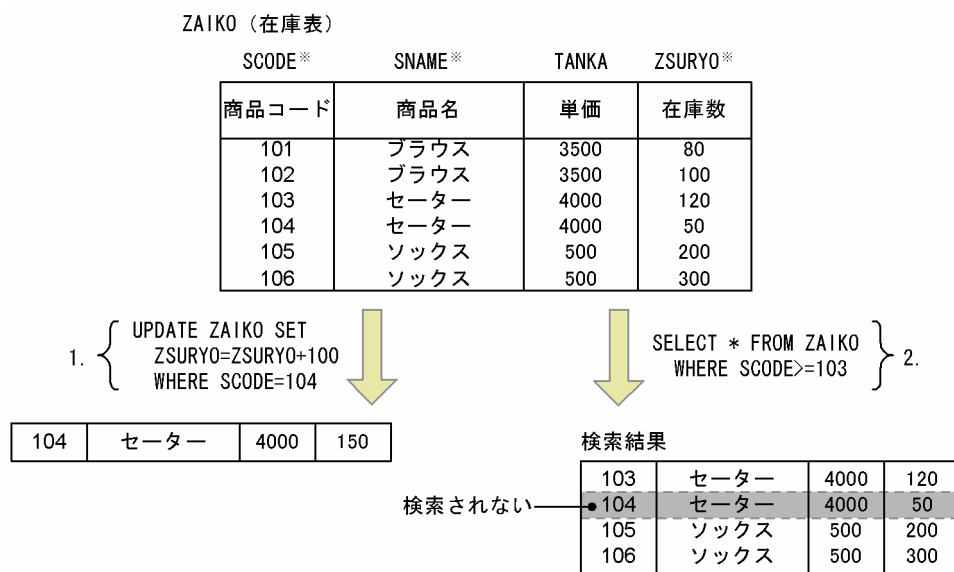 ZAIKO (在庫表)
SCODE※ SNAME※ TANKA ZSURYO※
商品コード 商品名 単価 在庫数
101 ブラウス 3500 80
102 ブラウス 3500 100
103 セーター 4000 120
104 セーター 4000 50
105 ソックス 500 200
106 ソックス 500 300
1. UPDATE ZAIKO SET
ZSURYO=ZSURYO+100
WHERE SCODE=104
SELECT * FROM ZAIKO
WHERE SCODE>=103
2.
104 セーター 4000 150
検索結果
103 セーター 4000 120
検索されない 104 セーター 4000 50
105 ソックス 500 200
106 ソックス 500 300